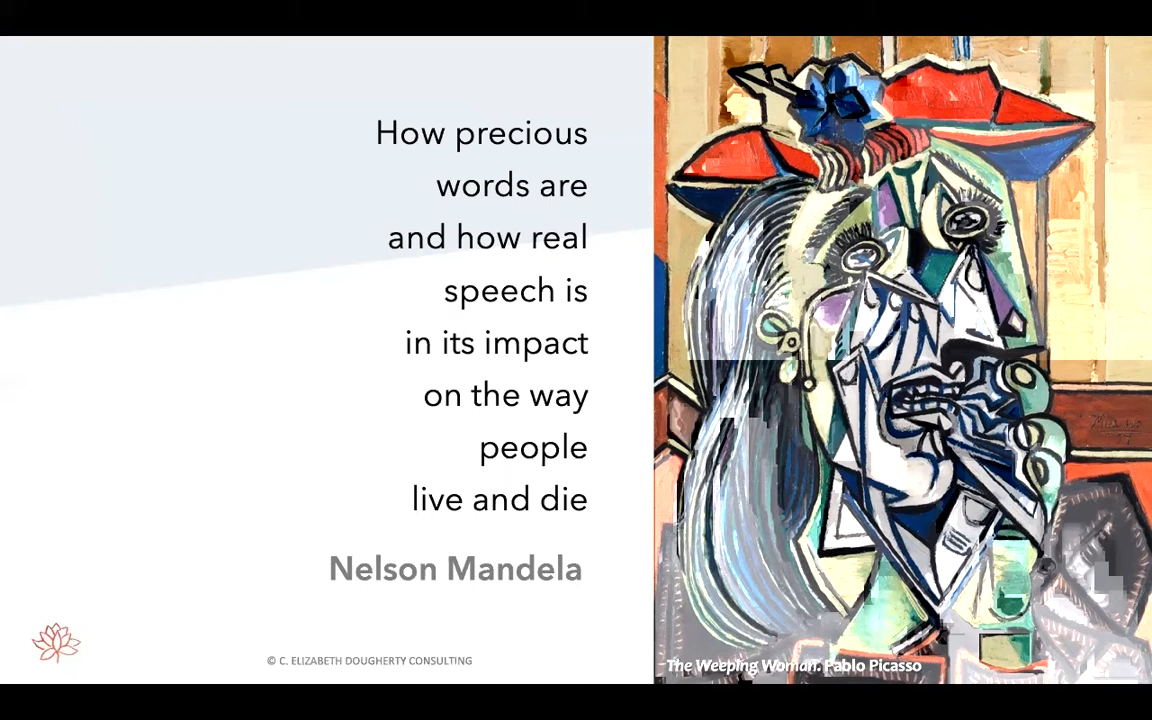 How precious
words are
and how real
speech is
in its impact
on the way
people
live and die
Nelson Mandela
© C. ELIZABETH DOUGHERTY CONSULTING
The Weeping Woman. Pablo Picasso